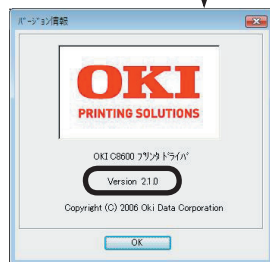 ﾊﾞｰｼﾞｮﾝ情報
OKI
PRINTING SOLUTIONS
OKI C8600 ﾌﾟﾘﾝﾀ ﾄﾞﾗｲﾊﾞ
Version 2.1.0
Copyright (C) 2006 Oki Data Corporation
OK